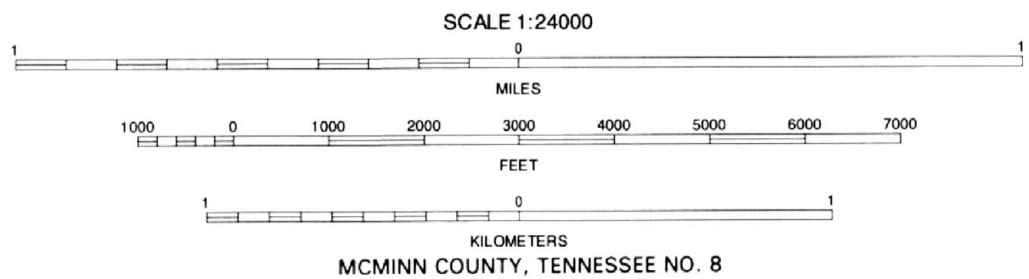 SCALE 1:24000
1 0 1
MILES
1000 0 1000 2000 3000 4000 5000 6000 7000
FEET
1 0 1
KILOMETERS
MCMINN COUNTY, TENNESSEE NO. 8